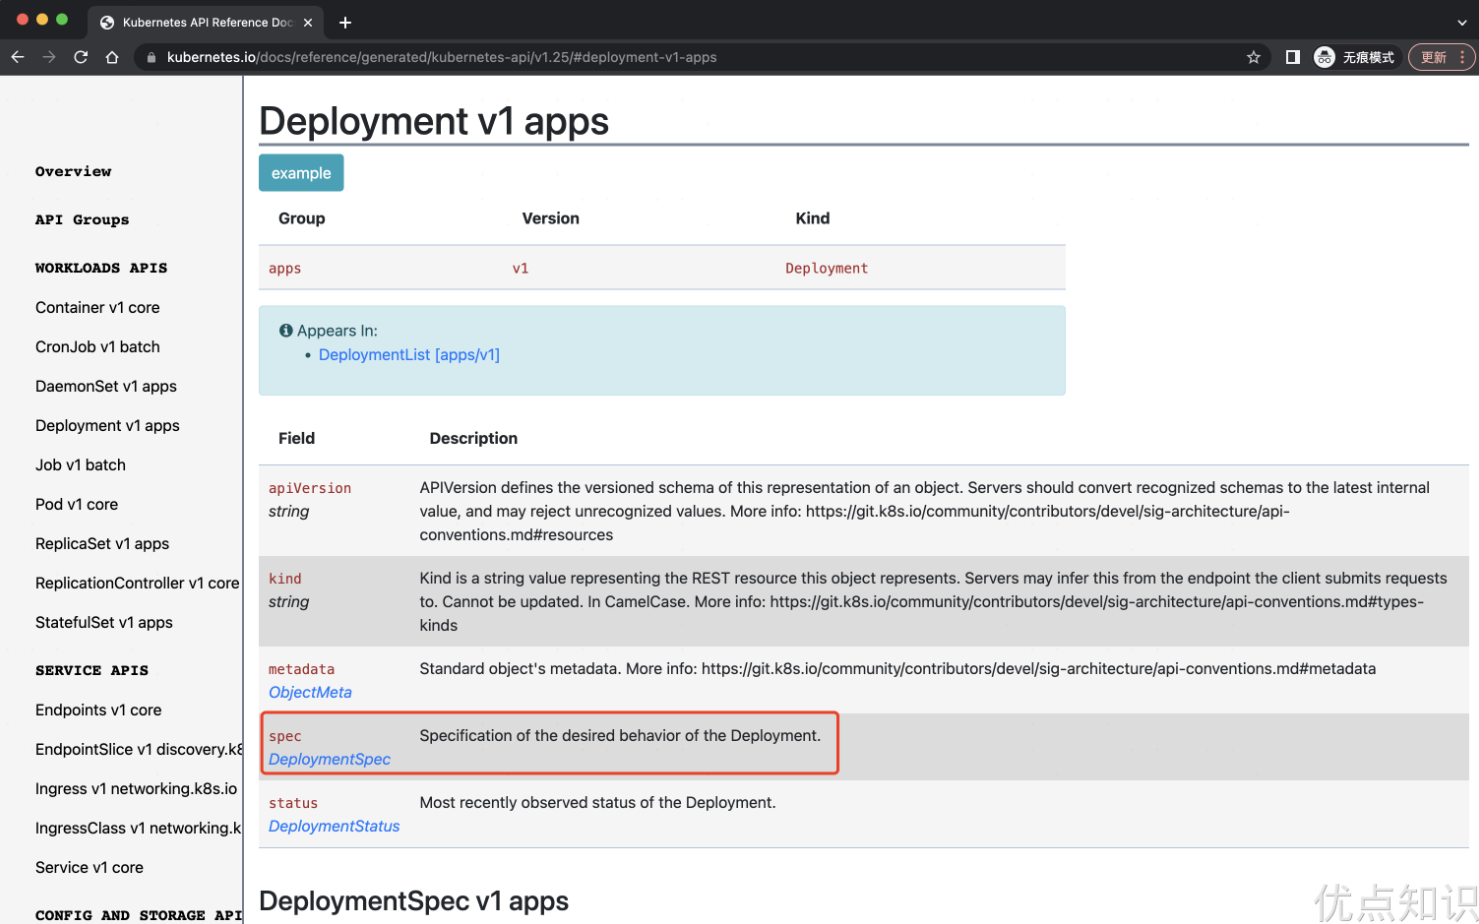 Kubernetes API Reference Doc
kubernetes.io/docs/reference/generated/kubernetes-api/v1.25/#deployment-v1-apps
无痕模式
更新
Overview
API Groups
WORKLOADS APIS
Container v1 core
CronJob v1 batch
DaemonSet v1 apps
Deployment v1 apps
Job v1 batch
Pod v1 core
ReplicaSet v1 apps
ReplicationController v1 core
StatefulSet v1 apps
SERVICE APIS
Endpoints v1 core
EndpointSlice v1 discovery.k8
Ingress v1 networking.k8s.io
IngressClass v1 networking.k
Service v1 core
CONFIG AND STORAGE API
Deployment v1 apps
example
Group Version Kind
apps v1 Deployment
Appears In:
• DeploymentList [apps/v1]
Field Description
apiVersion
string
APIVersion defines the versioned schema of this representation of an object. Servers should convert recognized schemas to the latest internal
value, and may reject unrecognized values. More info: https://git.k8s.io/community/contributors/devel/sig-architecture/api-
conventions.md#resources
kind
string
Kind is a string value representing the REST resource this object represents. Servers may infer this from the endpoint the client submits requests
to. Cannot be updated. In CamelCase. More info: https://git.k8s.io/community/contributors/devel/sig-architecture/api-conventions.md#types-
kinds
metadata
ObjectMeta
Standard object's metadata. More info: https://git.k8s.io/community/contributors/devel/sig-architecture/api-conventions.md#metadata
spec
DeploymentSpec
Specification of the desired behavior of the Deployment.
status
DeploymentStatus
Most recently observed status of the Deployment.
DeploymentSpec v1 apps
优点知识